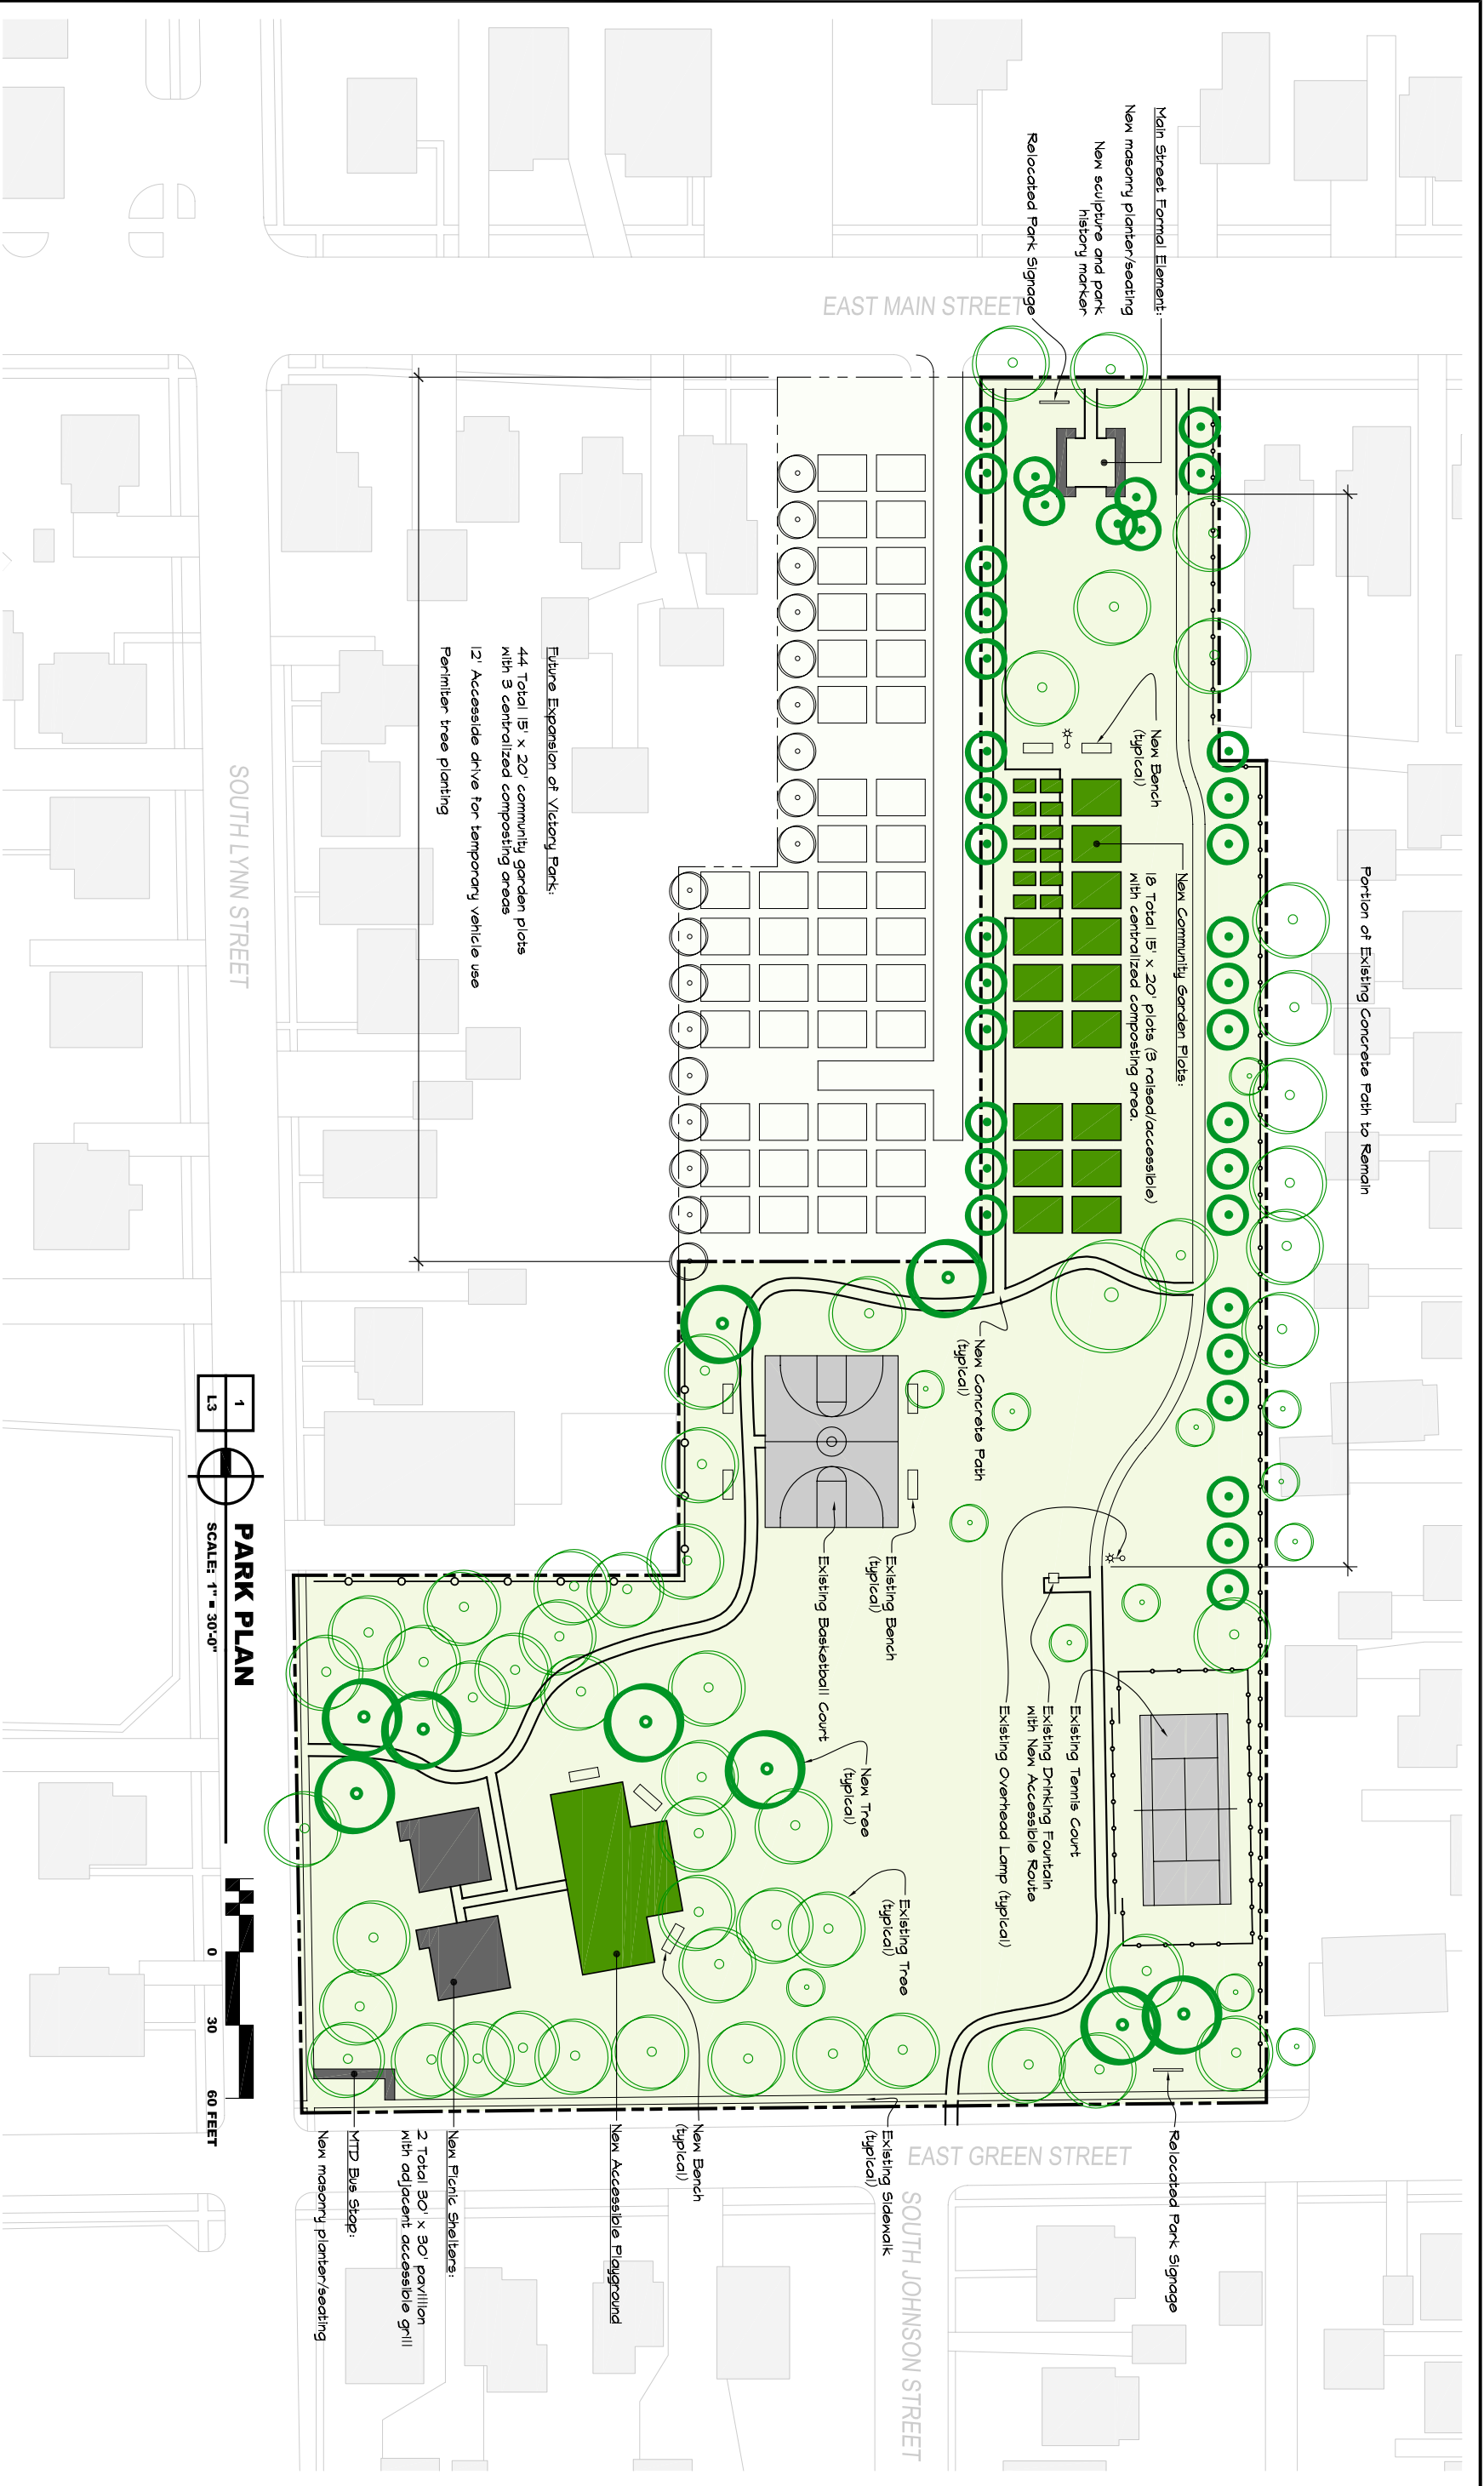 Main Street Formal Element:
New masonry planter/seating
New sculpture and park
history marker
Relocated Park Signage
EAST MAIN STREET
Portion of Existing Concrete Path to Remain
New Bench
(typical)
New Community Garden Plots:
18 Total 15' x 20' plots (3 raised/accessible)
with centralized composting area.
Future Expansion of Victory Park:
44 Total 15' x 20' community garden plots
with 3 centralized composting areas
12' Accesside drive for temporary vehicle use
Perimiter tree planting
SOUTH LYNN STREET
New Concrete Path
(typical)
Existing Bench
(typical)
Existing Basketball Court
Existing Tennis Court
Existing Drinking Fountain
with New Accessible Route
Existing Overhead Lamp (typical)
New Tree
(typical)
Existing Tree
(typical)
Relocated Park Signage
EAST GREEN STREET
SOUTH JOHNSON STREET
Existing Sidewalk
(typical)
New Bench
(typical)
New Accessible Playground
New Picnic Shelters:
2 Total 30' x 30' pavillion
with adjacent accessible grill
MTD Bus Stop:
New masonry planter/seating
1
L3
PARK PLAN
SCALE: 1" = 30'-0"
0 30 60 FEET